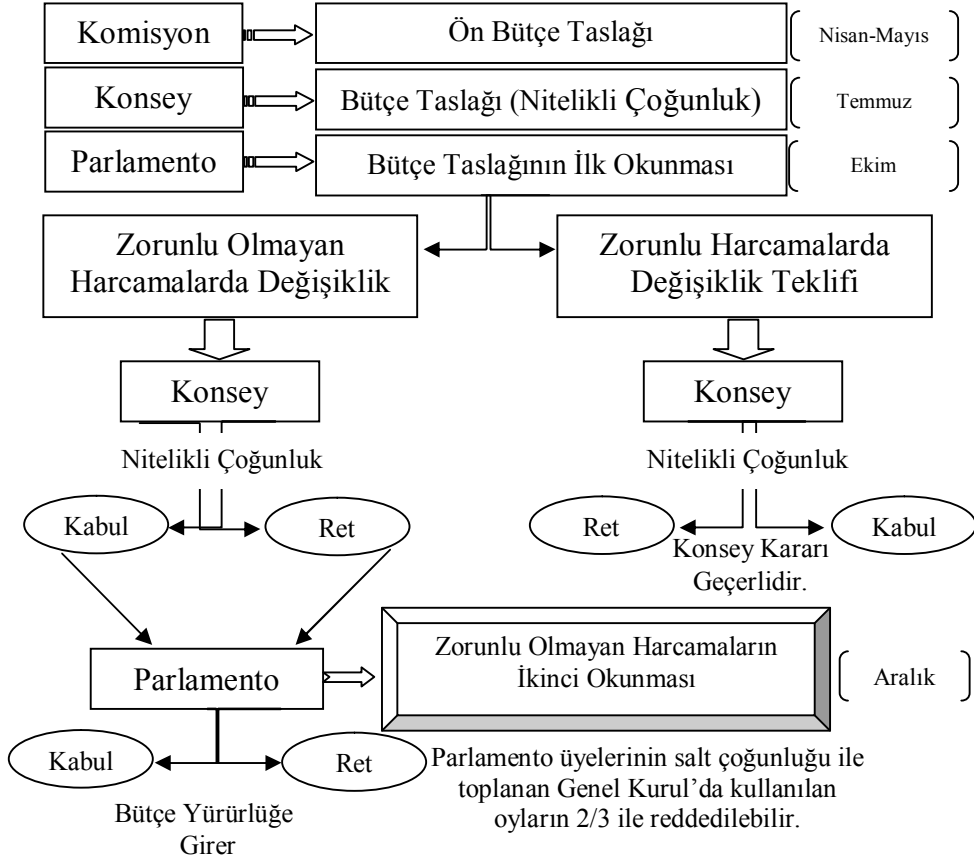 Komisyon
Ön Bütçe Taslağı
Nisan-Mayıs
Konsey
Bütçe Taslağı (Nitelikli Çoğunluk)
Temmuz
Parlamento
Bütçe Taslağının İlk Okunması
Ekim
Zorunlu Olmayan
Harcamalarda Değişiklik
Zorunlu Harcamalarda
Değişiklik Teklifi
Konsey
Konsey
Nitelikli Çoğunluk
Nitelikli Çoğunluk
Kabul
Ret
Ret
Kabul
Konsey Kararı
Geçerlidir.
Parlamento
Zorunlu Olmayan Harcamaların
İkinci Okunması
Aralık
Kabul
Ret
Bütçe Yürürlüğe
Girer
Parlamento üyelerinin salt çoğunluğu ile
toplanan Genel Kurul’da kullanılan
oyların 2/3 ile reddedilebilir.